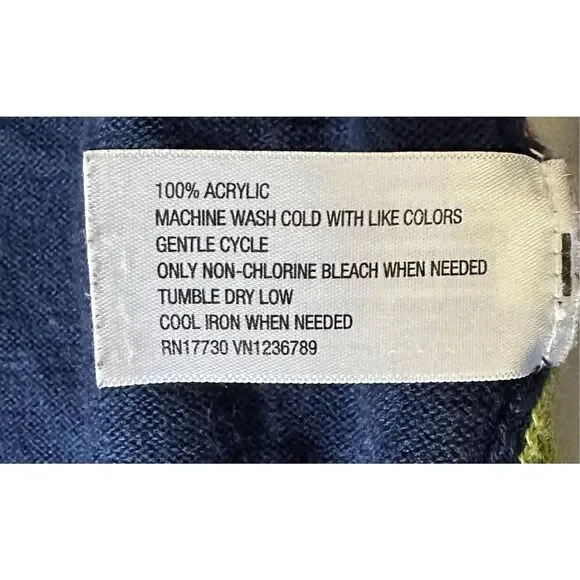 100% ACRYLIC
MACHINE WASH COLD WITH LIKE COLORS
GENTLE CYCLE
ONLY NON-CHLORINE BLEACH WHEN NEEDED
TUMBLE DRY LOW
COOL IRON WHEN NEEDED
RN17730 VN1236789